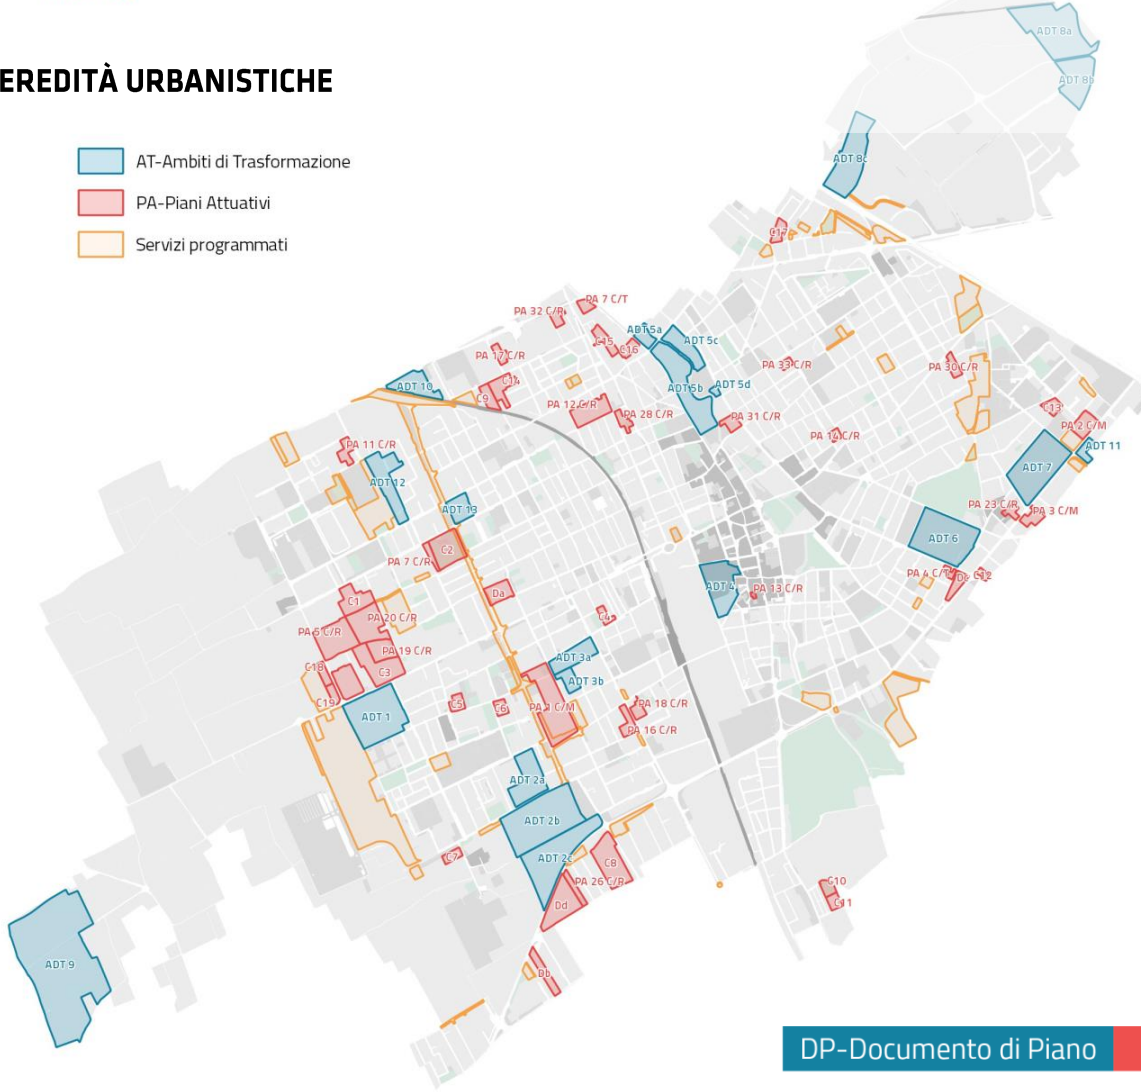 EREDITÀ URBANISTICHE
AT-Ambiti di Trasformazione
PA-Piani Attuativi
Servizi programmati
ADT 8a
ADT 8b
ADT 8c
C17
PA 7 C/T
PA 32 C/R
ADT 5a
C15
C16
ADT 5c
PA 17 C/R
PA 33 C/R
PA 30 C/R
C14
ADT 10
ADT 5b
ADT 5d
C9
PA 12 C/R
PA 28 C/R
PA 31 C/R
C13
PA 2 C/M
PA 14 C/R
PA 11 C/R
ADT 11
ADT 7
ADT 12
ADT 13
PA 23 C/R
PA 3 C/M
ADT 6
C2
PA 7 C/R
PA 4 C/
C12
ADT 4
PA 13 C/R
Da
C1
C4
PA 20 C/R
PA 5 C/R
PA 19 C/R
ADT 3a
C18
C3
ADT 3b
C19
C5
C6
PA 1 C/M
PA 18 C/R
ADT 1
PA 16 C/R
ADT 2a
ADT 2b
C7
ADT 2c
C8
PA 26 C/R
C10
Dd
C11
ADT 9
Db
DP-Documento di Piano